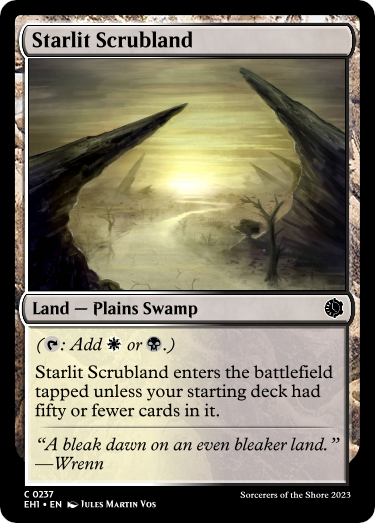 Starlit Scrubland
Land — Plains Swamp
(: Add or .)
Starlit Scrubland enters the battlefield
tapped unless your starting deck had
fifty or fewer cards in it.
“A bleak dawn on an even bleaker land.”
—Wrenn
C 0237
EH1 • EN Jules Martin Vos
Sorcerers of the Shore 2023